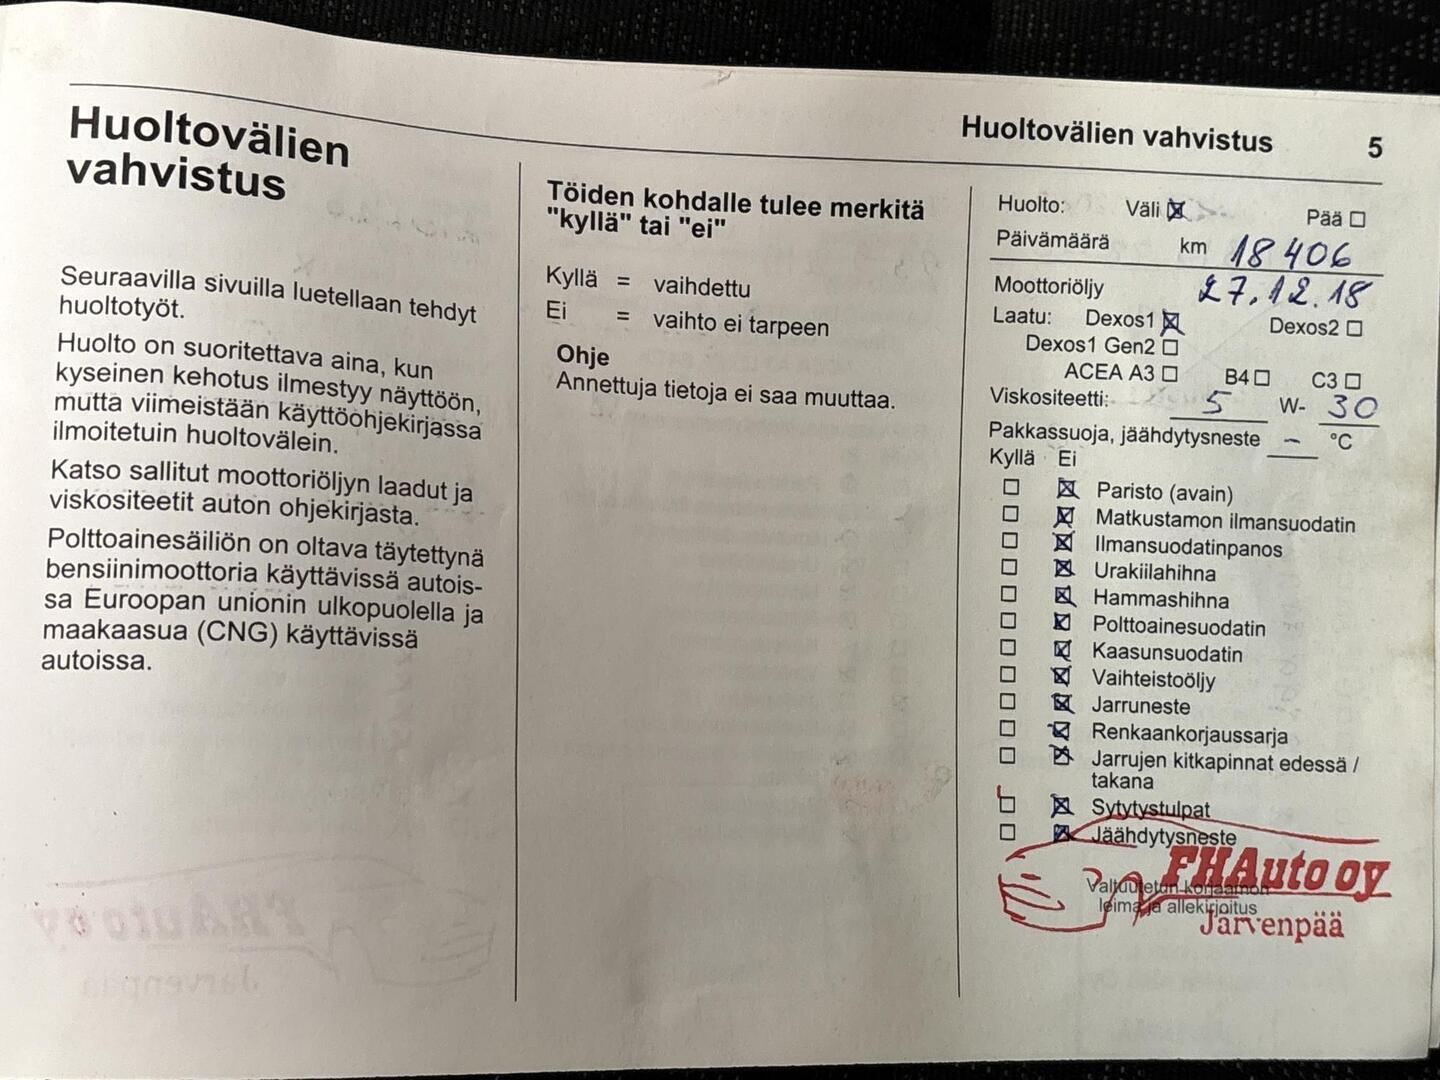 Huoltovälien vahvistus 5
Huoltovälien
vahvistus
Seuraavilla sivuilla luetellaan tehdyt
huoltotyöt.
Huolto on suoritettava aina, kun
kyseinen kehotus ilmestyy näyttöön,
mutta viimeistään käyttöohjekirjassa
ilmoitetuin huoltovälein.
Katso sallitut moottoriöljyn laadut ja
viskositeetit auton ohjekirjasta.
Polttoainesäiliön on oltava täytettynä
bensiinimoottoria käyttävissä autois-
sa Euroopan unionin ulkopuolella ja
maakaasua (CNG) käyttävissä
autoissa.
Töiden kohdalle tulee merkitä
"kyllä" tai "ei"
Kyllä = vaihdettu
Ei = vaihto ei tarpeen
Ohje
Annettuja tietoja ei saa muuttaa.
Huolto: Väli ☒ Pää ☐
Päivämäärä km 18 406
Moottoriöljy 27.12.18
Laatu: Dexos1 ☒ Dexos2 ☐
Dexos1 Gen2 ☐
ACEA A3 ☐ B4 ☐ C3 ☐
Viskositeetti: 5 W- 30
Pakkassuoja, jäähdytysneste – °C
Kyllä Ei
☐ ☒ Paristo (avain)
☐ ☒ Matkustamon ilmansuodatin
☐ ☒ Ilmansuodatinpanos
☐ ☒ Urakiilahihna
☐ ☒ Hammashihna
☐ ☒ Polttoainesuodatin
☐ ☒ Kaasunsuodatin
☐ ☒ Vaihteistoöljy
☐ ☒ Jarruneste
☐ ☒ Renkaankorjaussarja
☐ ☒ Jarrujen kitkapinnat edessä /
takana
☐ ☒ Sytytystulpat
☐ ☒ Jäähdytysneste
FHAuto oy
Valtuutetun korjaamon
leima ja allekirjoitus
Järvenpää